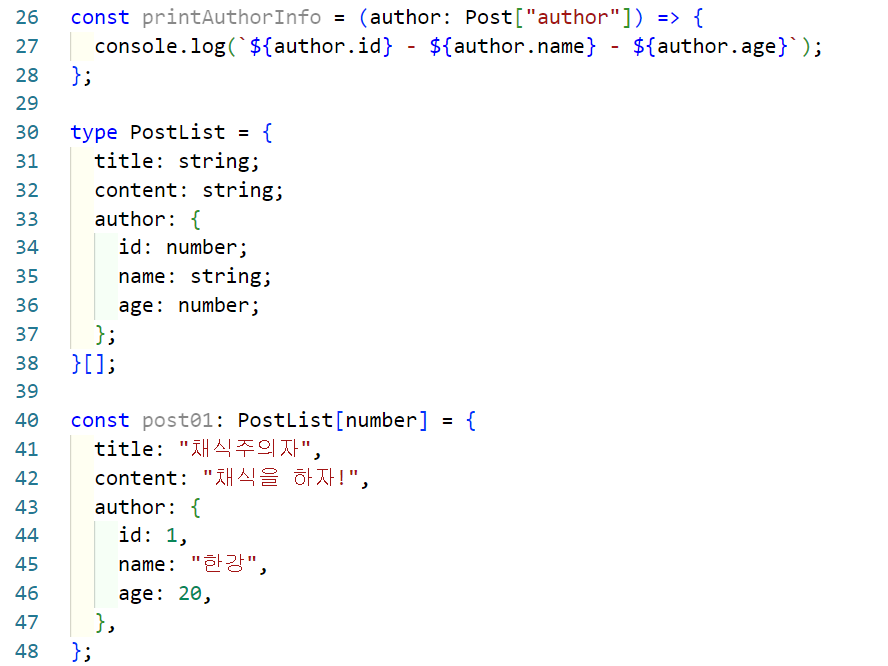 26 const printAuthorInfo = (author: Post["author"]) => {
27   console.log(`${author.id} - ${author.name} - ${author.age}`);
28 };
29
30 type PostList = {
31   title: string;
32   content: string;
33   author: {
34     id: number;
35     name: string;
36     age: number;
37   };
38 }[];
39
40 const post01: PostList[number] = {
41   title: "채식주의자",
42   content: "채식을 하자!",
43   author: {
44     id: 1,
45     name: "한강",
46     age: 20,
47   },
48 };